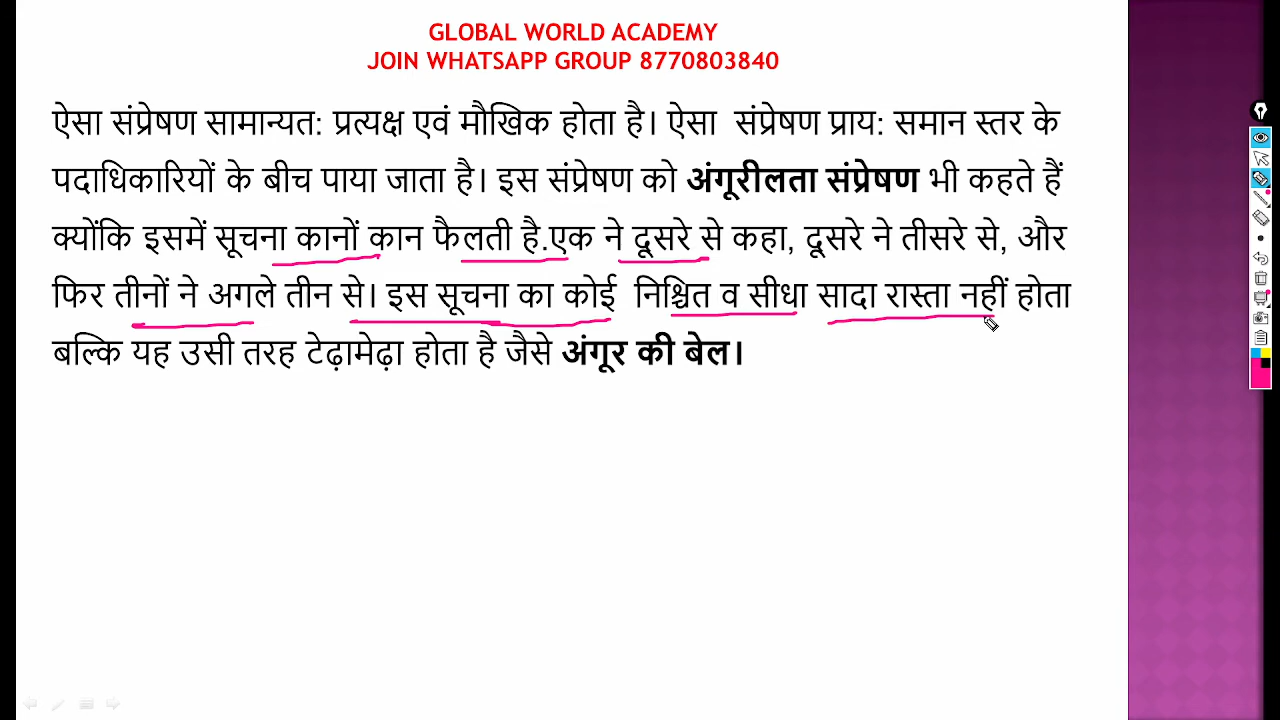 GLOBAL WORLD ACADEMY
JOIN WHATSAPP GROUP 8770803840
ऐसा संप्रेषण सामान्यत: प्रत्यक्ष एवं मौखिक होता है। ऐसा संप्रेषण प्राय: समान स्तर के
पदाधिकारियों के बीच पाया जाता है। इस संप्रेषण को अंगूरीलता संप्रेषण भी कहते हैं
क्योंकि इसमें सूचना कानों कान फैलती है.एक ने दूसरे से कहा, दूसरे ने तीसरे से, और
फिर तीनों ने अगले तीन से। इस सूचना का कोई निश्चित व सीधा सादा रास्ता नहीं होता
बल्कि यह उसी तरह टेढ़ामेढ़ा होता है जैसे अंगूर की बेल।